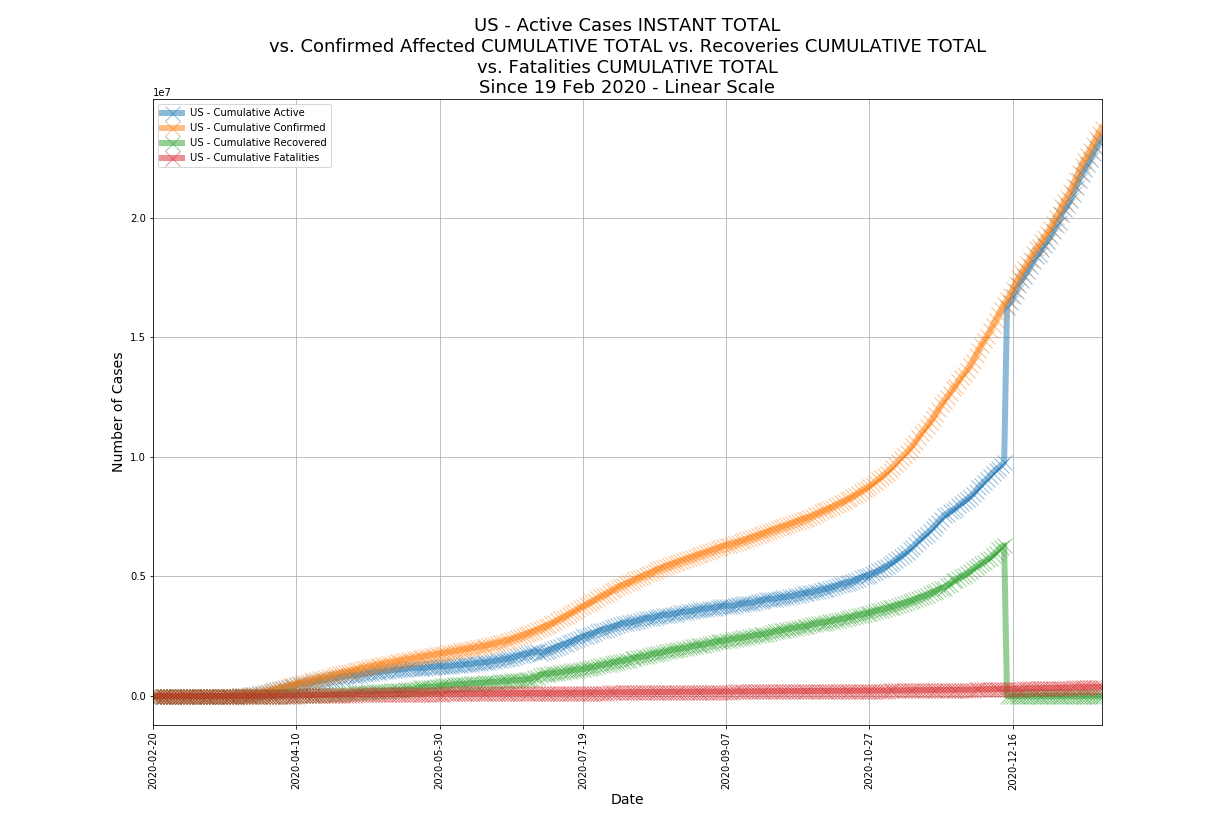 US - Active Cases INSTANT TOTAL
vs. Confirmed Affected CUMULATIVE TOTAL vs. Recoveries CUMULATIVE TOTAL
vs. Fatalities CUMULATIVE TOTAL
Since 19 Feb 2020 - Linear Scale
1e7
US - Cumulative Active
US - Cumulative Confirmed
US - Cumulative Recovered
US - Cumulative Fatalities
2.0
1.5
1.0
0.5
0.0
Number of Cases
2020-02-20
2020-04-10
2020-05-30
2020-07-19
2020-09-07
2020-10-27
2020-12-16
Date